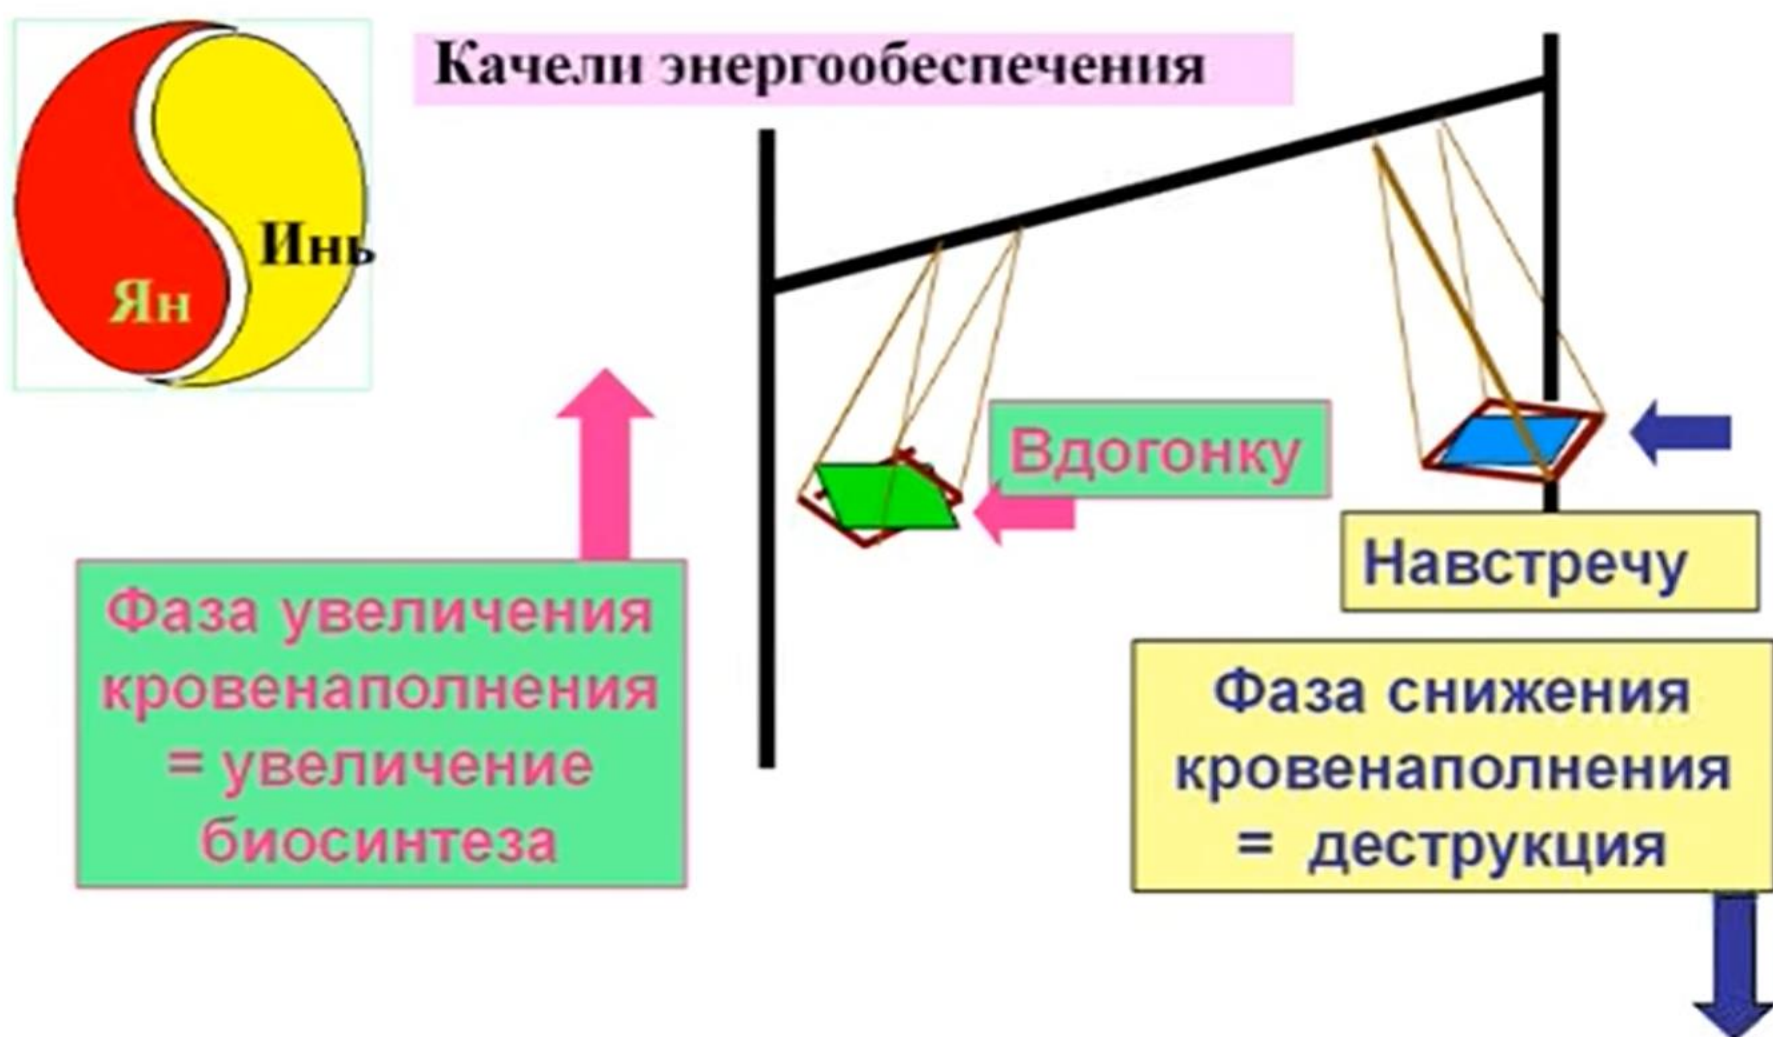 Качели энергообеспечения
Инь
Ян
Вдогонку
Навстречу
Фаза увеличения
кровенаполнения
= увеличение
биосинтеза
Фаза снижения
кровенаполнения
= деструкция